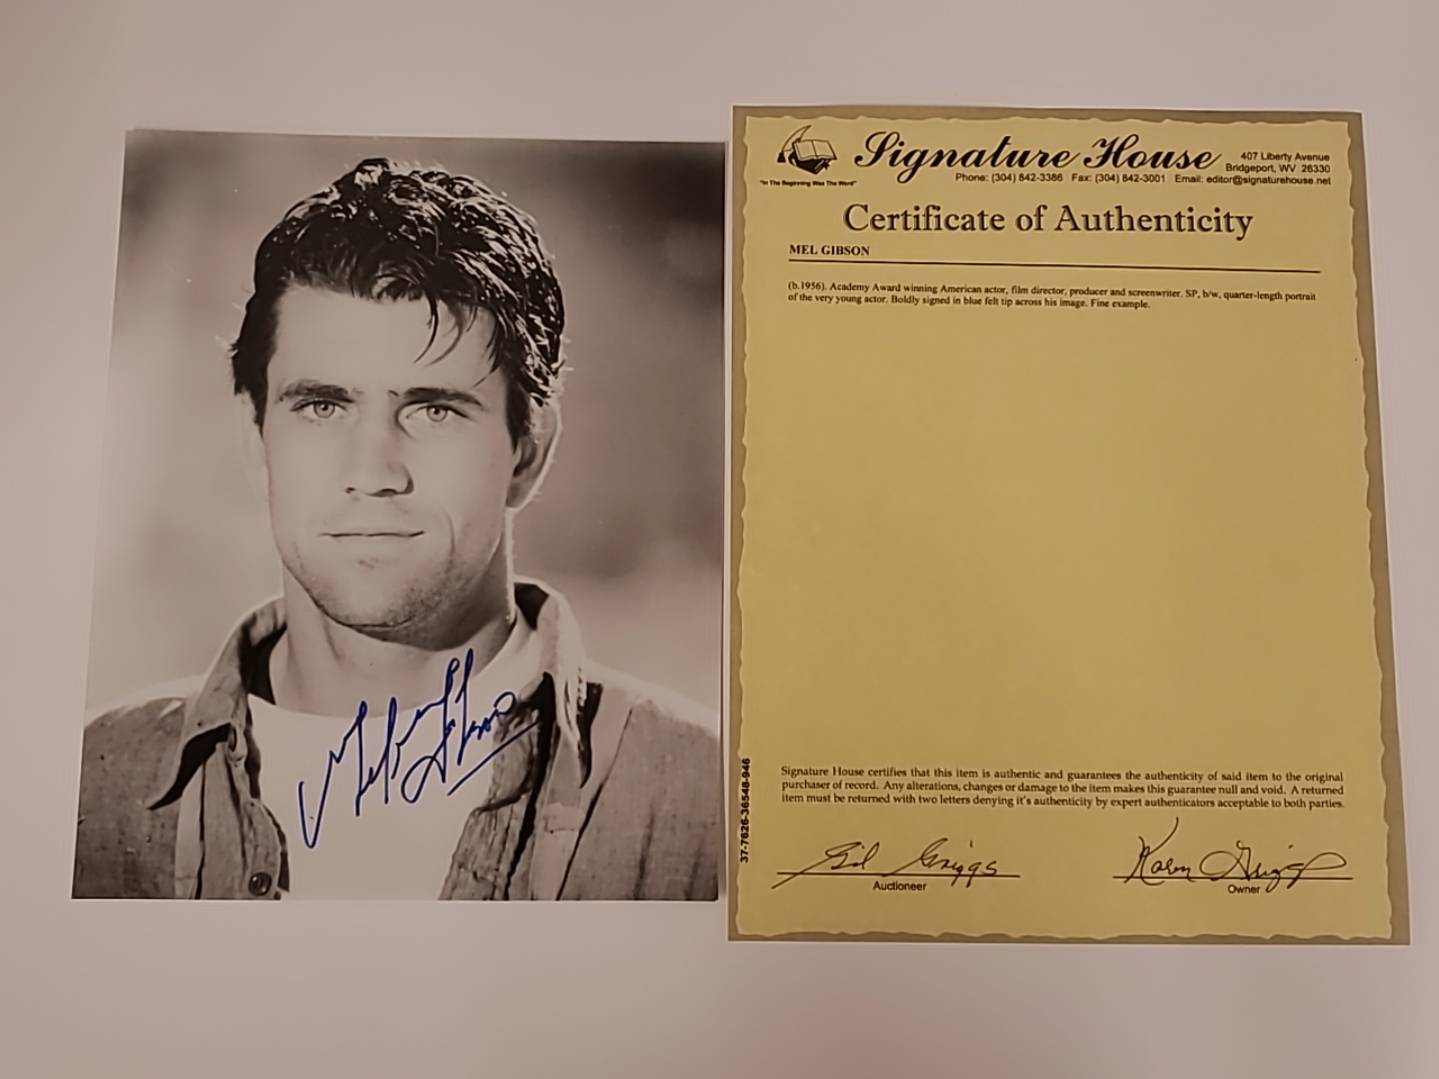 Mel Gibson
Signature House
"In The Beginning Was The Word"
407 Liberty Avenue
Bridgeport, WV 26330
Phone: (304) 842-3386 Fax: (304) 842-3001 Email: editor@signaturehouse.net
Certificate of Authenticity
MEL GIBSON
(b.1956). Academy Award winning American actor, film director, producer and screenwriter. SP, b/w, quarter-length portrait
of the very young actor. Boldly signed in blue felt tip across his image. Fine example.
Signature House certifies that this item is authentic and guarantees the authenticity of said item to the original
purchaser of record. Any alterations, changes or damage to the item makes this guarantee null and void. A returned
item must be returned with two letters denying it's authenticity by expert authenticators acceptable to both parties.
37-7626-36548-946
Gil Griggs
Auctioneer
Karen Griggs
Owner